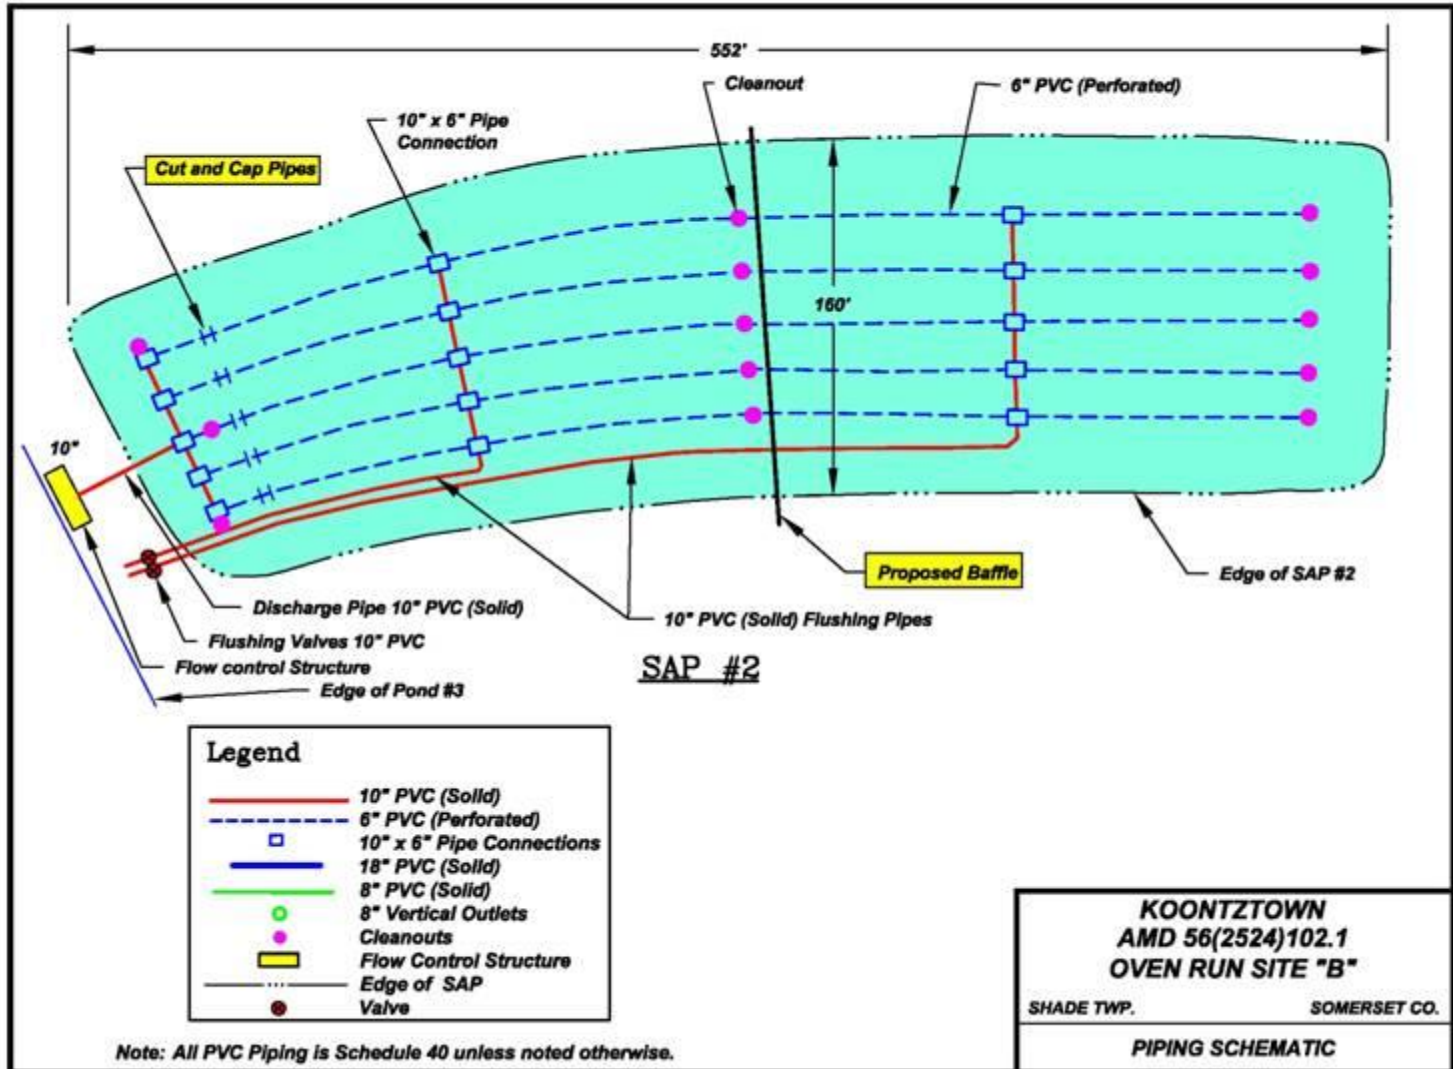 552'
Cleanout
6" PVC (Perforated)
10" x 6" Pipe
Connection
Cut and Cap Pipes
160'
10"
Proposed Baffle
Edge of SAP #2
Discharge Pipe 10" PVC (Solid)
10" PVC (Solid) Flushing Pipes
Flushing Valves 10" PVC
Flow control Structure
Edge of Pond #3
SAP #2
Legend
10" PVC (Solid)
6" PVC (Perforated)
10" x 6" Pipe Connections
18" PVC (Solid)
8" PVC (Solid)
8" Vertical Outlets
Cleanouts
Flow Control Structure
Edge of SAP
Valve
Note: All PVC Piping is Schedule 40 unless noted otherwise.
KOONTZTOWN
AMD 56(2524)102.1
OVEN RUN SITE "B"
SHADE TWP. SOMERSET CO.
PIPING SCHEMATIC